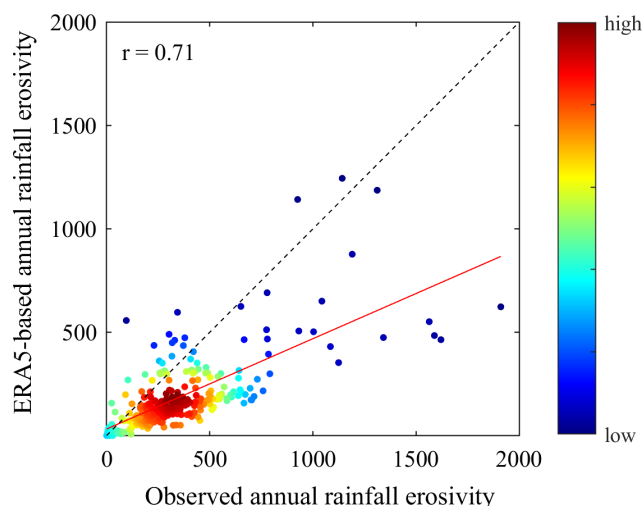 2000
high
r = 0.71
1500
1000
500
0
500
1000
1500
2000
low
ERA5-based annual rainfall erosivity
Observed annual rainfall erosivity